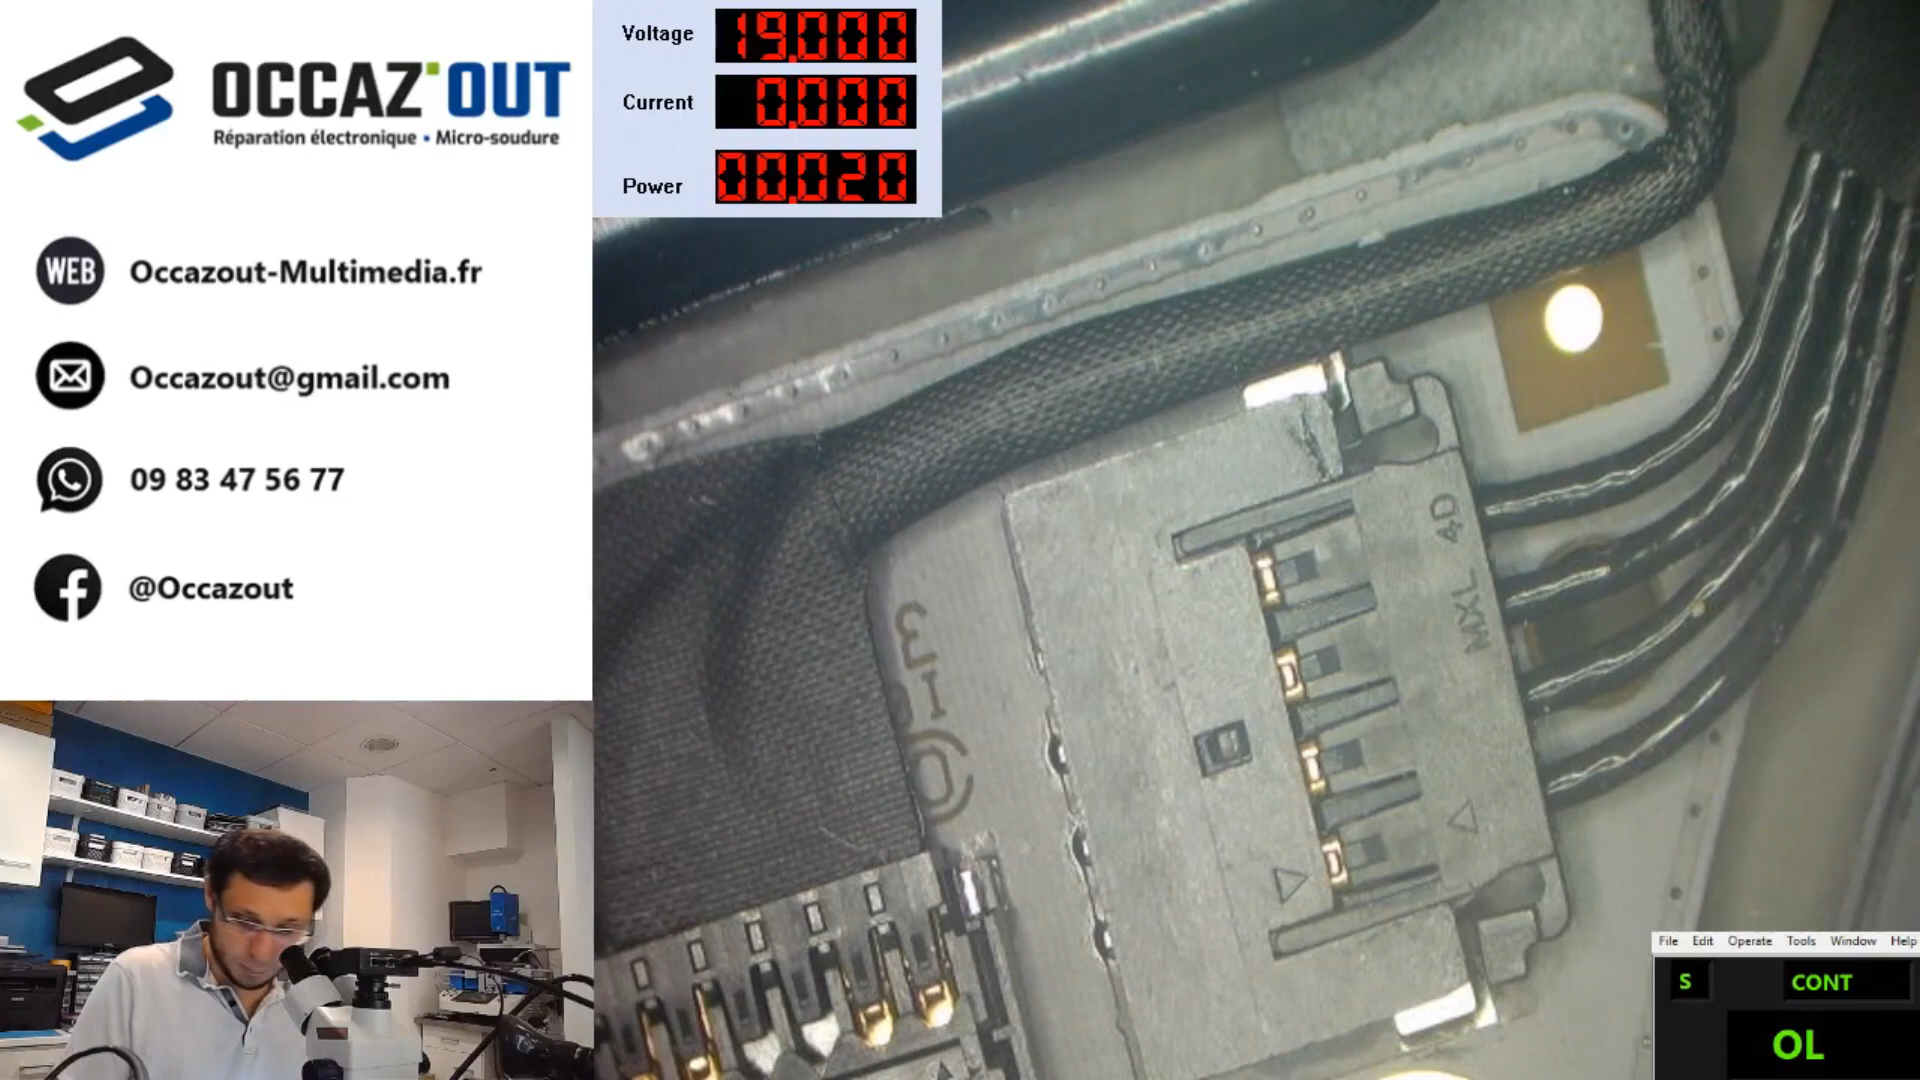 OCCAZ'OUT
Réparation électronique • Micro-soudure
WEB
Occazout-Multimedia.fr
Occazout@gmail.com
09 83 47 56 77
@Occazout
Voltage 19.000
Current 0.000
Power 00.020
4D
MXL
File Edit Operate Tools Window Help
S
CONT
OL